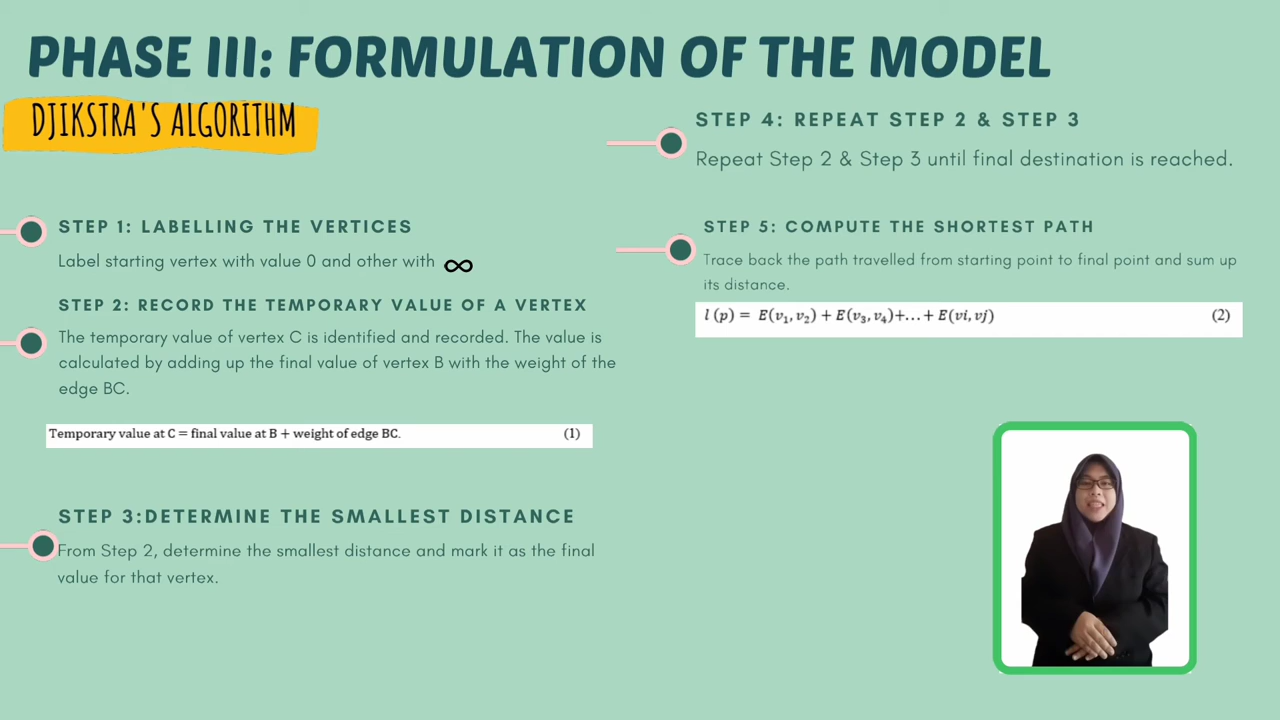 PHASE III: FORMULATION OF THE MODEL
DJIKSTRA'S ALGORITHM
STEP 1: LABELLING THE VERTICES
Label starting vertex with value 0 and other with ∞
STEP 2: RECORD THE TEMPORARY VALUE OF A VERTEX
The temporary value of vertex C is identified and recorded. The value is
calculated by adding up the final value of vertex B with the weight of the
edge BC.
Temporary value at C = final value at B + weight of edge BC. (1)
STEP 3:DETERMINE THE SMALLEST DISTANCE
From Step 2, determine the smallest distance and mark it as the final
value for that vertex.
STEP 4: REPEAT STEP 2 & STEP 3
Repeat Step 2 & Step 3 until final destination is reached.
STEP 5: COMPUTE THE SHORTEST PATH
Trace back the path travelled from starting point to final point and sum up
its distance.
l (p) = E(v₁, v₂) + E(v₃, v₄)+...+ E(vi, vj) (2)